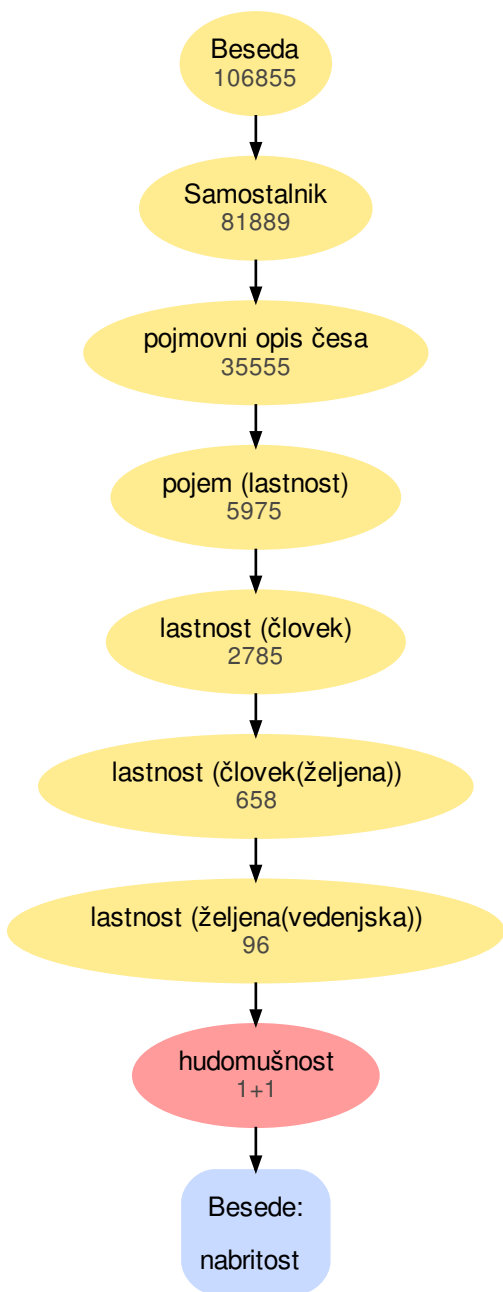 Beseda
106855
Samostalnik
81889
pojmovni opis česa
35555
pojem (lastnost)
5975
lastnost (človek)
2785
lastnost (človek(željena))
658
lastnost (željena(vedenjska))
96
hudomušnost
1+1
Besede:
nabritost